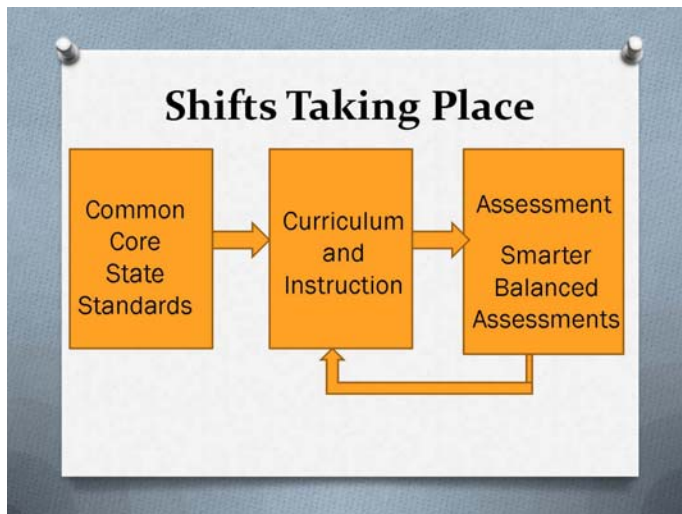 Shifts Taking Place
Common
Core
State
Standards
Curriculum
and
Instruction
Assessment
Smarter
Balanced
Assessments